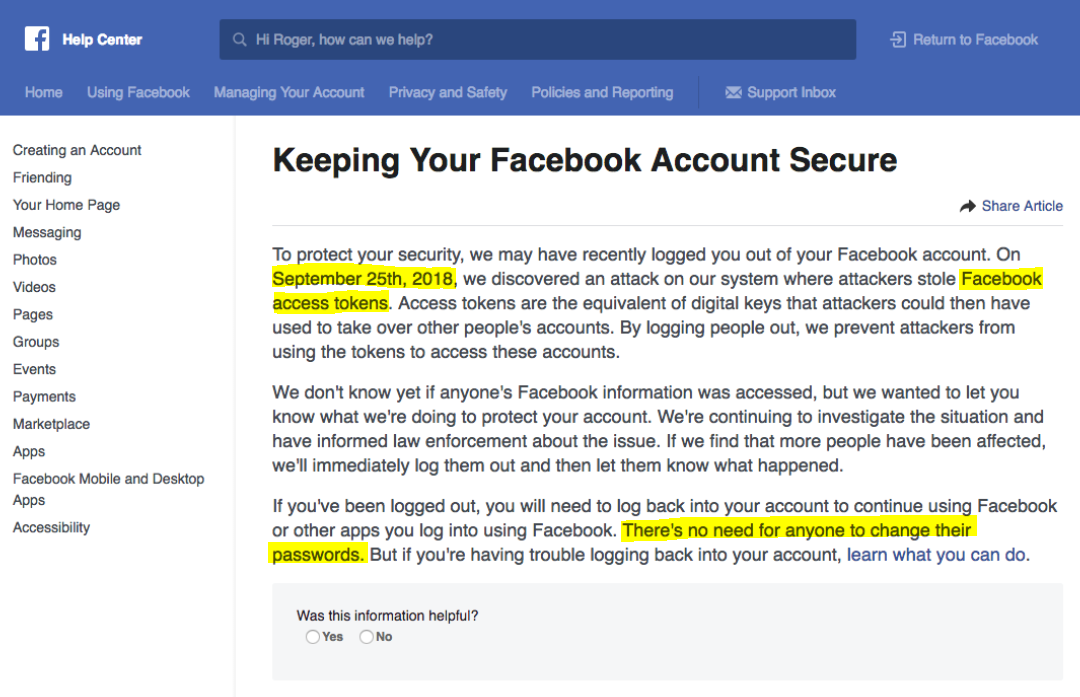 Help Center
Hi Roger, how can we help?
Return to Facebook
Home
Using Facebook
Managing Your Account
Privacy and Safety
Policies and Reporting
Support Inbox
Creating an Account
Friending
Your Home Page
Messaging
Photos
Videos
Pages
Groups
Events
Payments
Marketplace
Apps
Facebook Mobile and Desktop
Apps
Accessibility
Keeping Your Facebook Account Secure
Share Article
To protect your security, we may have recently logged you out of your Facebook account. On
September 25th, 2018, we discovered an attack on our system where attackers stole Facebook
access tokens. Access tokens are the equivalent of digital keys that attackers could then have
used to take over other people's accounts. By logging people out, we prevent attackers from
using the tokens to access these accounts.
We don't know yet if anyone's Facebook information was accessed, but we wanted to let you
know what we're doing to protect your account. We're continuing to investigate the situation and
have informed law enforcement about the issue. If we find that more people have been affected,
we'll immediately log them out and then let them know what happened.
If you've been logged out, you will need to log back into your account to continue using Facebook
or other apps you log into using Facebook. There's no need for anyone to change their
passwords. But if you're having trouble logging back into your account, learn what you can do.
Was this information helpful?
Yes No